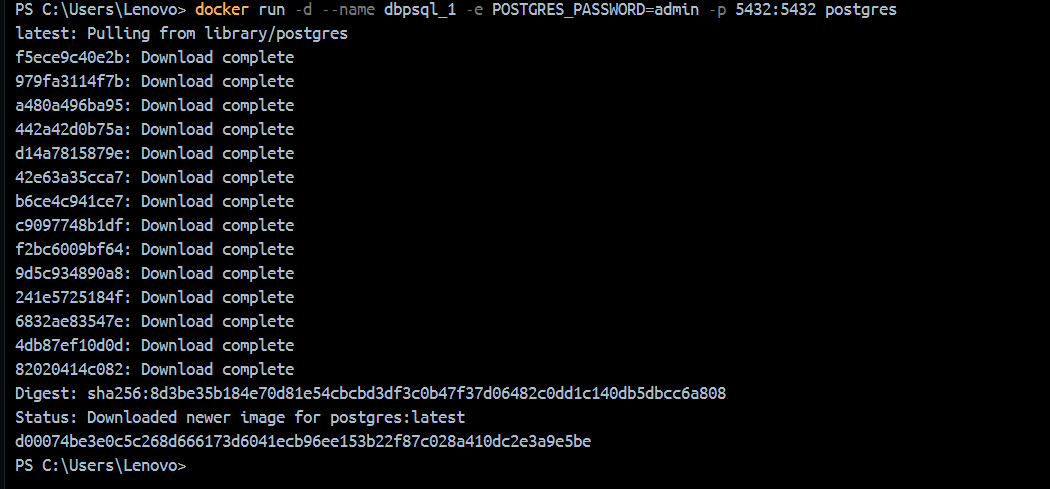 PS C:\Users\Lenovo> docker run -d --name dbpsql_1 -e POSTGRES_PASSWORD=admin -p 5432:5432 postgres
latest: Pulling from library/postgres
f5ece9c40e2b: Download complete
979fa3114f7b: Download complete
a480a496ba95: Download complete
442a42d0b75a: Download complete
d14a7815879e: Download complete
42e63a35cca7: Download complete
b6ce4c941ce7: Download complete
c9097748b1df: Download complete
f2bc6009bf64: Download complete
9d5c934890a8: Download complete
241e5725184f: Download complete
6832ae83547e: Download complete
4db87ef10d0d: Download complete
82020414c082: Download complete
Digest: sha256:8d3be35b184e70d81e54cbcbd3df3c0b47f37d06482c0dd1c140db5dbcc6a808
Status: Downloaded newer image for postgres:latest
d00074be3e0c5c268d666173d6041ecb96ee153b22f87c028a410dc2e3a9e5be
PS C:\Users\Lenovo>